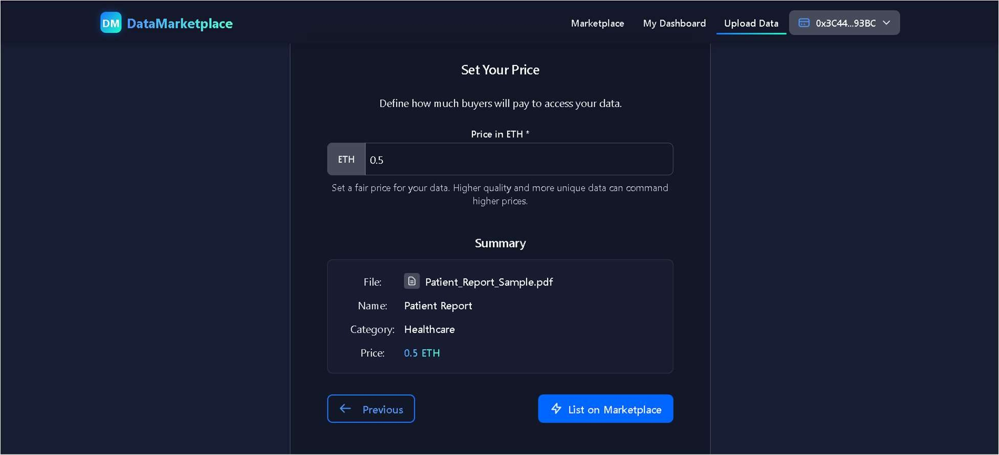 DM DataMarketplace
Marketplace
My Dashboard
Upload Data
0x3C44...93BC
Set Your Price
Define how much buyers will pay to access your data.
Price in ETH *
ETH 0.5
Set a fair price for your data. Higher quality and more unique data can command
higher prices.
Summary
File: Patient_Report_Sample.pdf
Name: Patient Report
Category: Healthcare
Price: 0.5 ETH
Previous
List on Marketplace